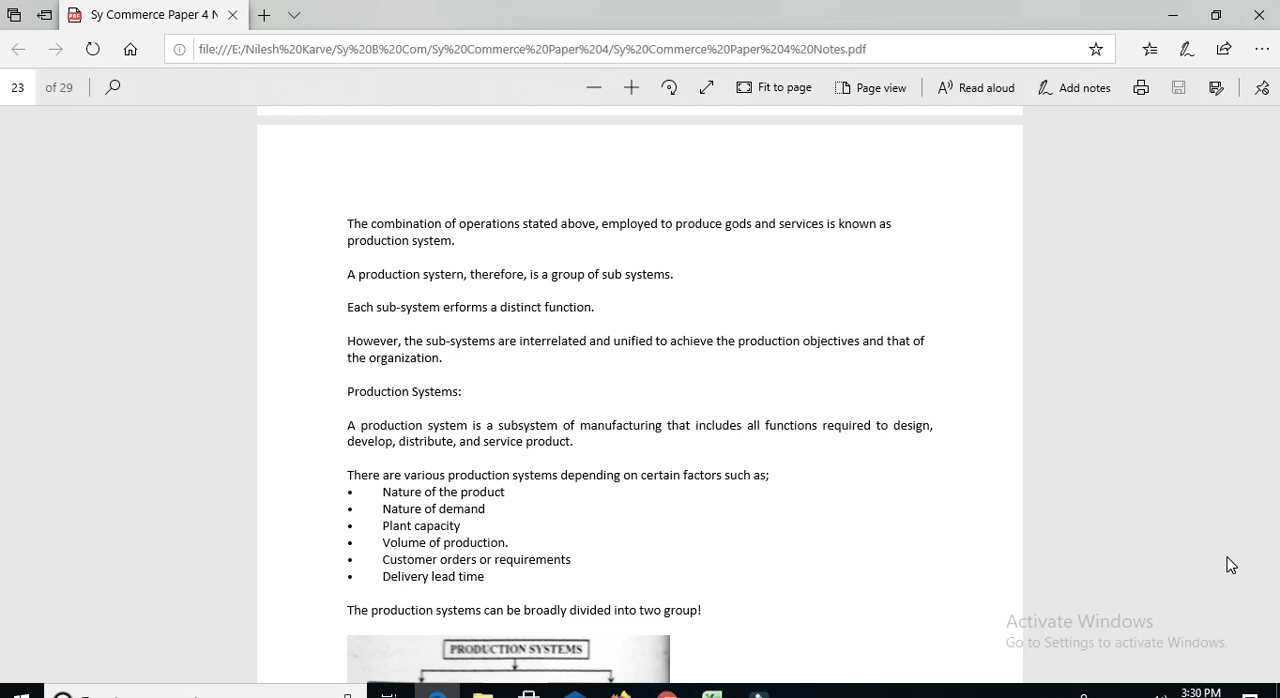 Sy Commerce Paper 4 N
file:///E:/Nilesh%20Karve/Sy%20B%20Com/Sy%20Commerce%20Paper%204/Sy%20Commerce%20Paper%204%20Notes.pdf
23 of 29 Fit to page Page view Read aloud Add notes
The combination of operations stated above, employed to produce gods and services is known as
production system.
A production systern, therefore, is a group of sub systems.
Each sub-system erforms a distinct function.
However, the sub-systems are interrelated and unified to achieve the production objectives and that of
the organization.
Production Systems:
A production system is a subsystem of manufacturing that includes all functions required to design,
develop, distribute, and service product.
There are various production systems depending on certain factors such as;
• Nature of the product
• Nature of demand
• Plant capacity
• Volume of production.
• Customer orders or requirements
• Delivery lead time
The production systems can be broadly divided into two group!
PRODUCTION SYSTEMS
Activate Windows
Go to Settings to activate Windows.
3:30 PM